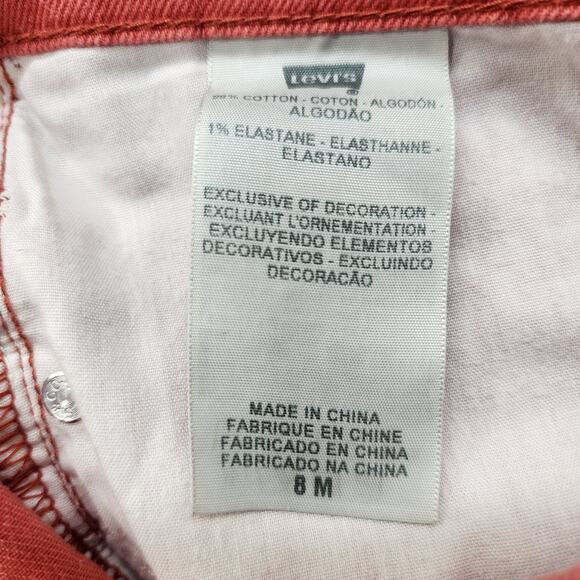 Levi's
COTTON - COTON - ALGODÓN -
ALGODÃO
1% ELASTANE - ELASTHANNE -
ELASTANO
EXCLUSIVE OF DECORATION -
EXCLUANT L'ORNEMENTATION -
EXCLUYENDO ELEMENTOS
DECORATIVOS - EXCLUINDO
DECORACÃO
MADE IN CHINA
FABRIQUE EN CHINE
FABRICADO EN CHINA
FABRICADO NA CHINA
8 M